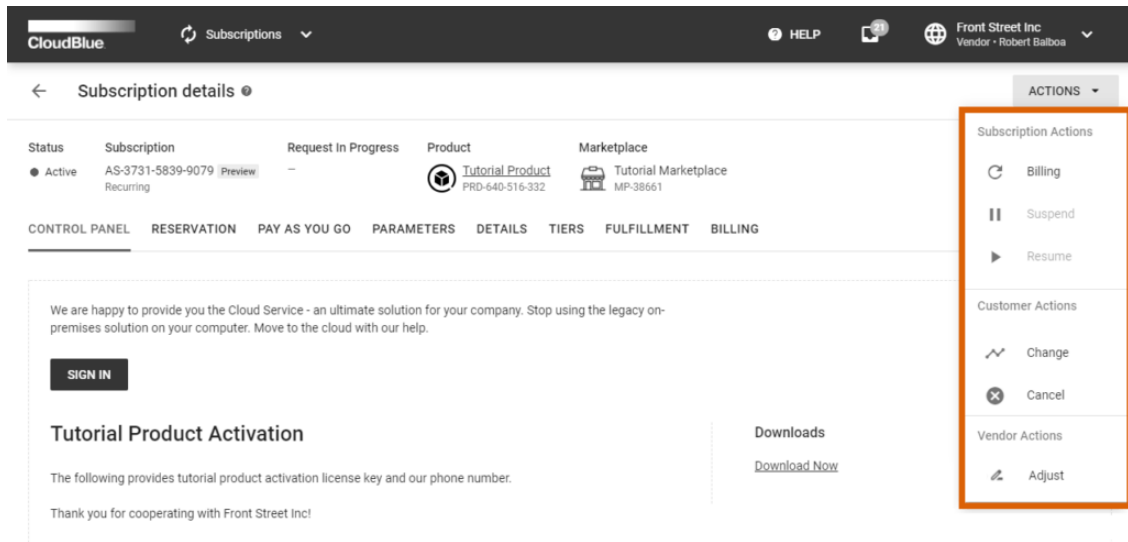 CloudBlue
Subscriptions
HELP
21
Front Street Inc
Vendor • Robert Balboa
Subscription details
ACTIONS
Status
Active
Subscription
AS-3731-5839-9079 Preview
Recurring
Request In Progress
–
Product
Tutorial Product
PRD-640-516-332
Marketplace
Tutorial Marketplace
MP-38661
CONTROL PANEL RESERVATION PAY AS YOU GO PARAMETERS DETAILS TIERS FULFILLMENT BILLING
Subscription Actions
Billing
Suspend
Resume
Customer Actions
Change
Cancel
Vendor Actions
Adjust
We are happy to provide you the Cloud Service - an ultimate solution for your company. Stop using the legacy on-
premises solution on your computer. Move to the cloud with our help.
SIGN IN
Tutorial Product Activation
The following provides tutorial product activation license key and our phone number.
Thank you for cooperating with Front Street Inc!
Downloads
Download Now